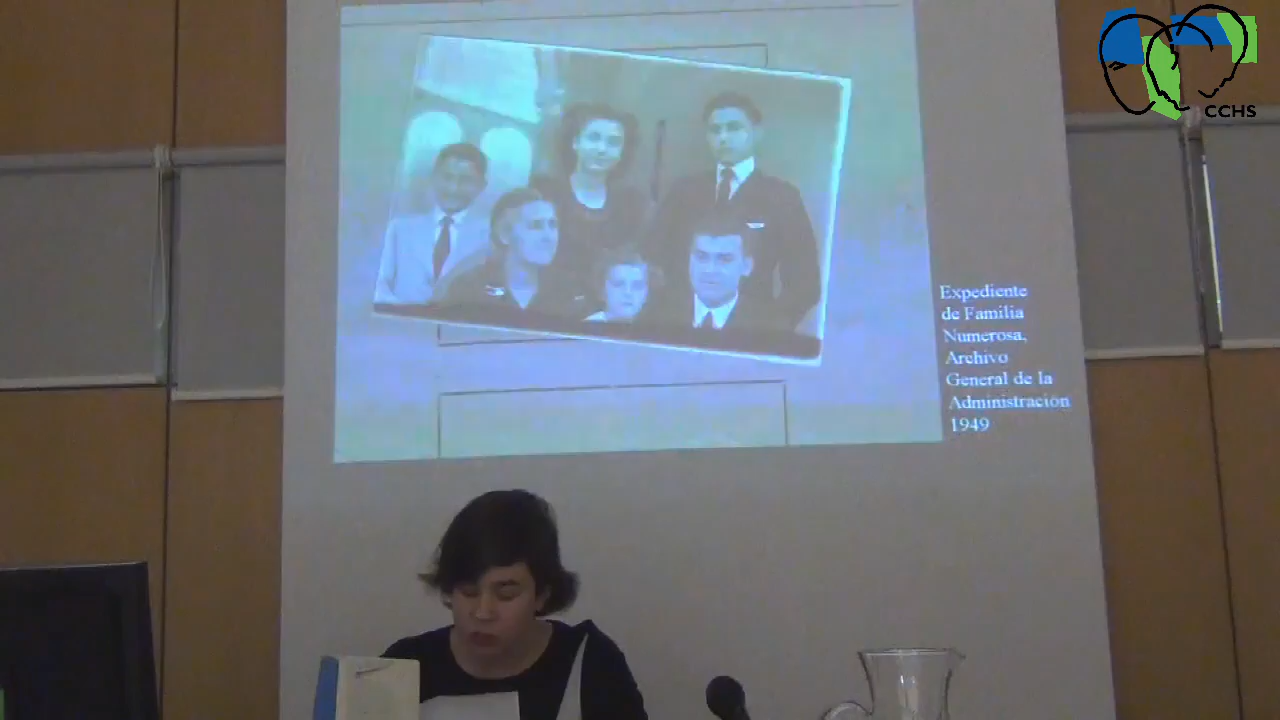 CCHS
Expediente
de Familia
Numerosa,
Archivo
General de la
Administración
1949